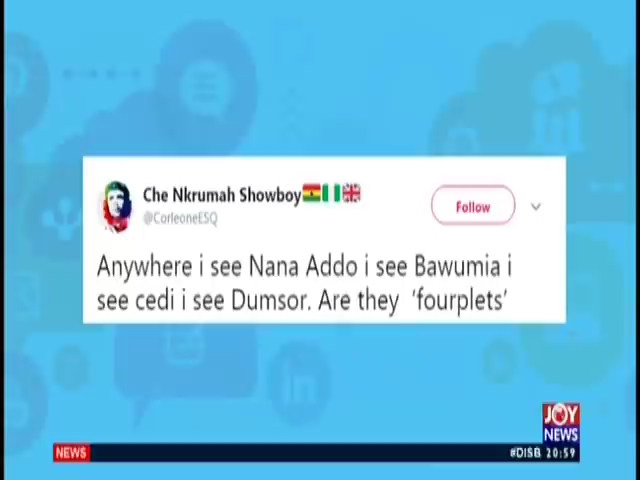 Che Nkrumah Showboy
@CorleoneESQ
Follow
Anywhere i see Nana Addo i see Bawumia i
see cedi i see Dumsor. Are they 'fourplets'
JOY
NEWS
NEWS
#DISB 20:59